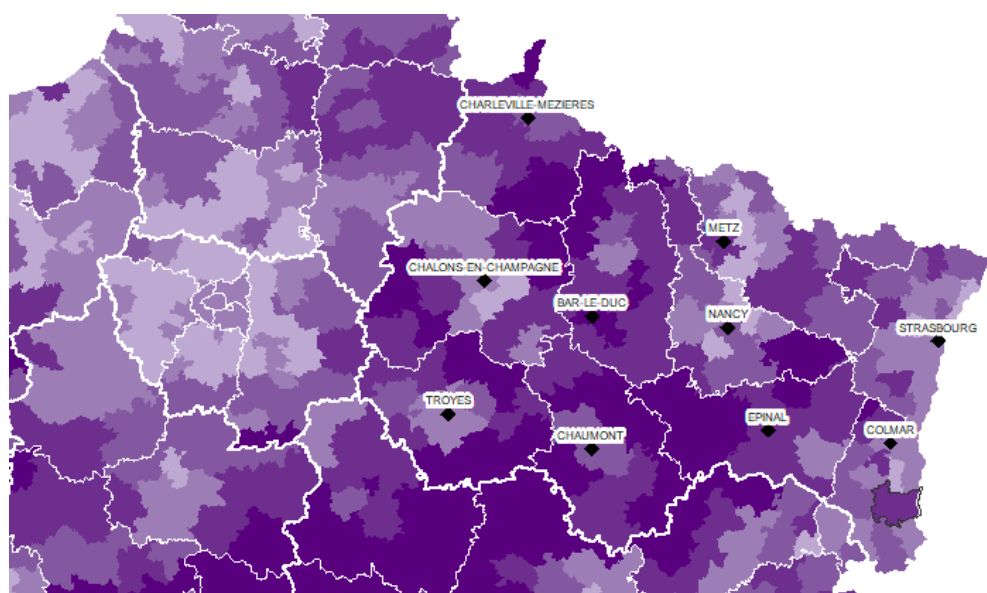 CHARLEVILLE-MEZIERES
METZ
CHALONS-EN-CHAMPAGNE
BAR-LE-DUC
NANCY
STRASBOURG
TROYES
EPINAL
COLMAR
CHAUMONT